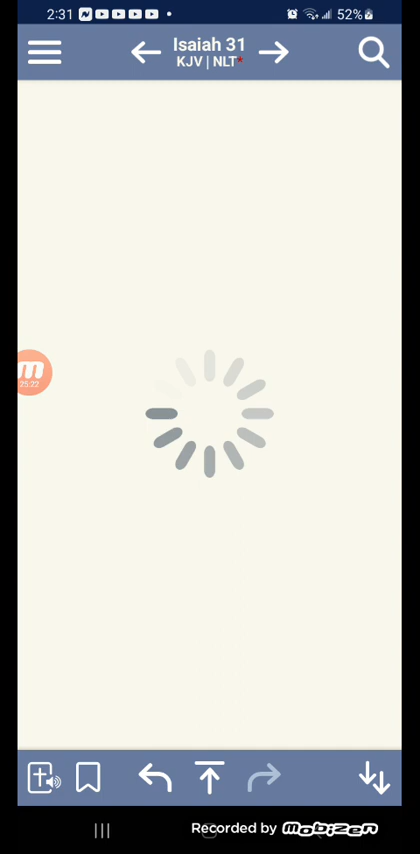 2:31 52%
Isaiah 31
KJV | NLT*
25:22
Recorded by mobizen